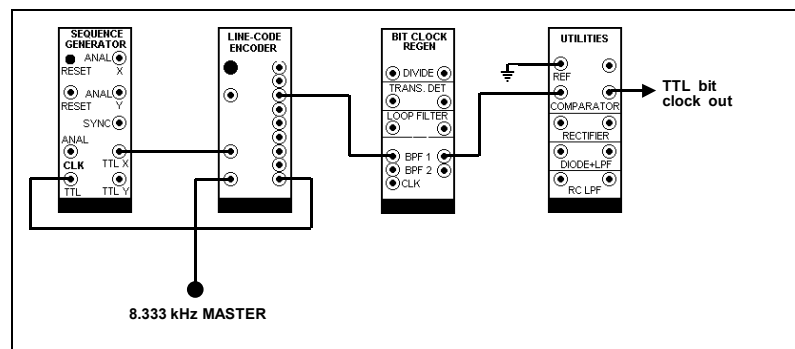 SEQUENCE
GENERATOR
ANAL
RESET X
ANAL
RESET Y
SYNC
ANAL
CLK TTL X
TTL TTL Y
LINE-CODE
ENCODER
BIT CLOCK
REGEN
DIVIDE
TRANS. DET
LOOP FILTER
BPF 1
BPF 2
CLK
UTILITIES
REF
COMPARATOR
RECTIFIER
DIODE+LPF
RC LPF
TTL bit
clock out
8.333 kHz MASTER